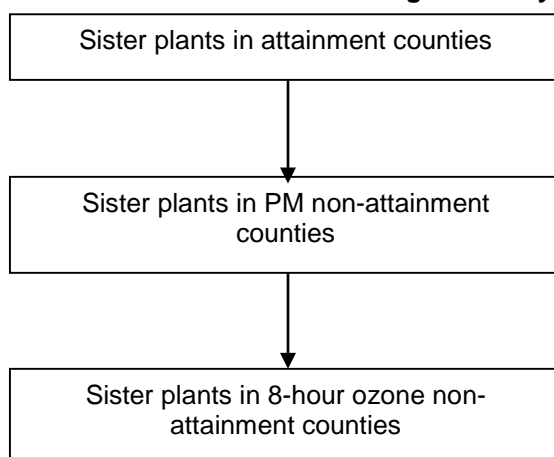 Sister plants in attainment counties
Sister plants in PM non-attainment
counties
Sister plants in 8-hour ozone non-
attainment counties